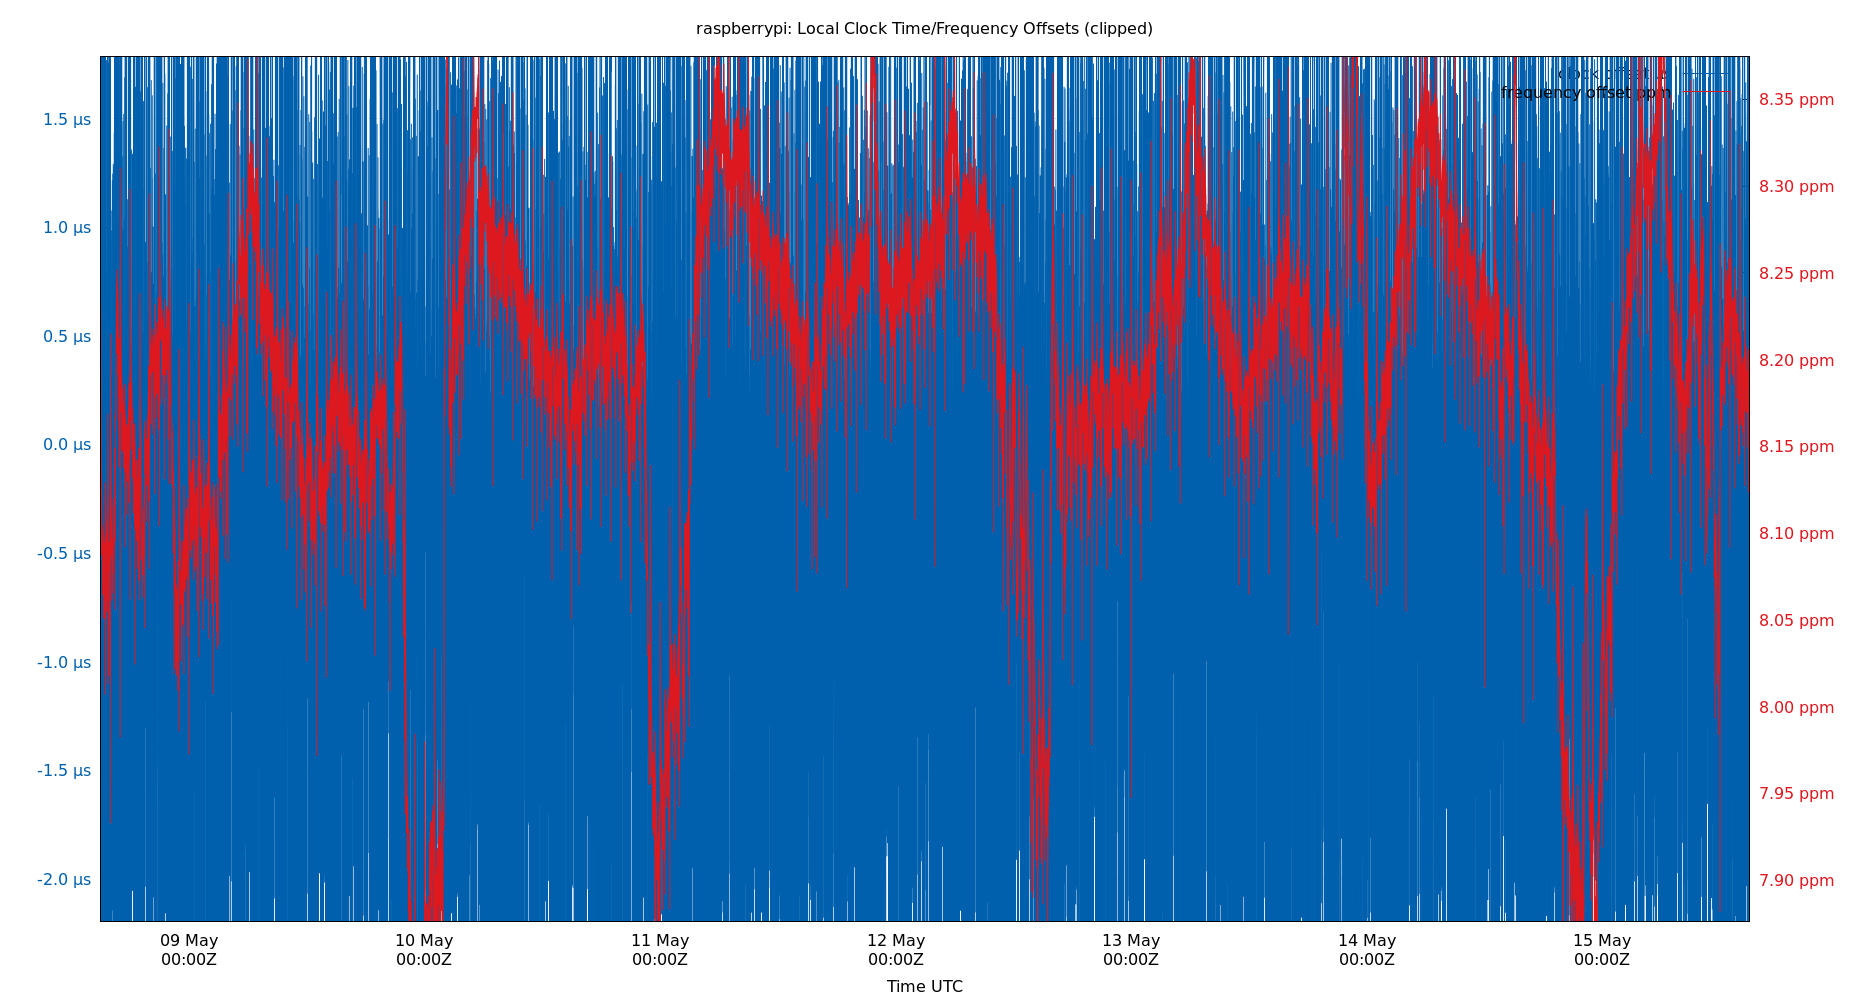 raspberrypi: Local Clock Time/Frequency Offsets (clipped)
clock offset
frequency offset ppm
1.5 µs
1.0 µs
0.5 µs
0.0 µs
-0.5 µs
-1.0 µs
-1.5 µs
-2.0 µs
8.35 ppm
8.30 ppm
8.25 ppm
8.20 ppm
8.15 ppm
8.10 ppm
8.05 ppm
8.00 ppm
7.95 ppm
7.90 ppm
09 May
00:00Z
10 May
00:00Z
11 May
00:00Z
12 May
00:00Z
13 May
00:00Z
14 May
00:00Z
15 May
00:00Z
Time UTC